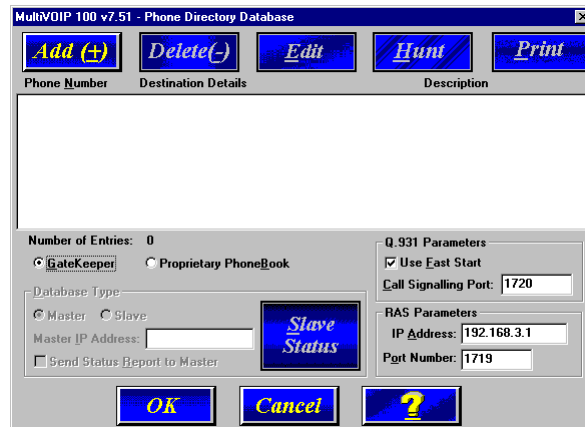 MultiVOIP 100 v7.51 - Phone Directory Database
Add (+) Delete(-) Edit Hunt Print
Phone Number Destination Details Description
Number of Entries: 0
GateKeeper Proprietary PhoneBook
Database Type
Master Slave
Master IP Address:
Send Status Report to Master
Slave
Status
Q.931 Parameters
Use Fast Start
Call Signalling Port: 1720
RAS Parameters
IP Address: 192.168.3.1
Port Number: 1719
OK Cancel ?